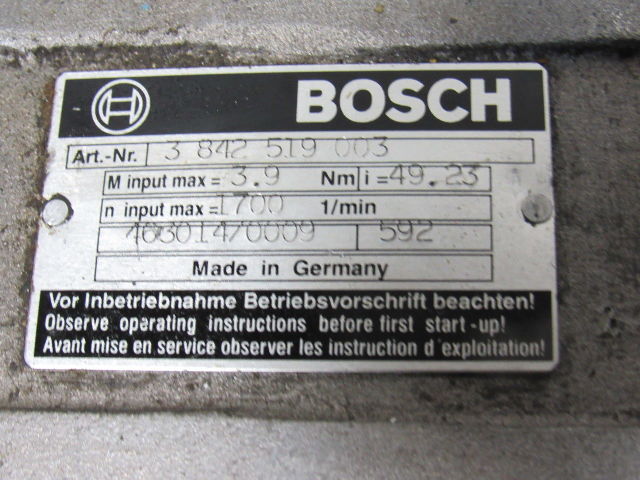 BOSCH
Art.-Nr. 3 842 519 003
M input max = 3.9 Nm i = 49.23
n input max = 1700 1/min
403014/0009 592
Made in Germany
Vor Inbetriebnahme Betriebsvorschrift beachten!
Observe operating instructions before first start-up!
Avant mise en service observer les instruction d'exploitation!